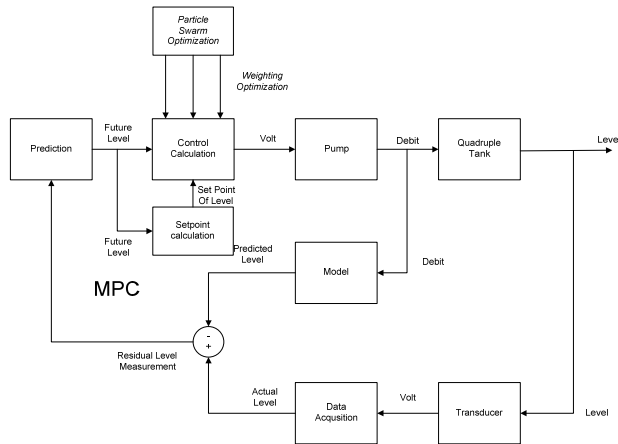 Particle
Swarm
Optimization
Weighting
Optimization
Future
Level
Volt
Debit
Leve
Prediction
Control
Calculation
Pump
Quadruple
Tank
Set Point
Of Level
Setpoint
calculation
Future
Level
Predicted
Level
Model
Debit
MPC
-
+
Residual Level
Measurement
Actual
Level
Data
Acqusition
Volt
Transducer
Level